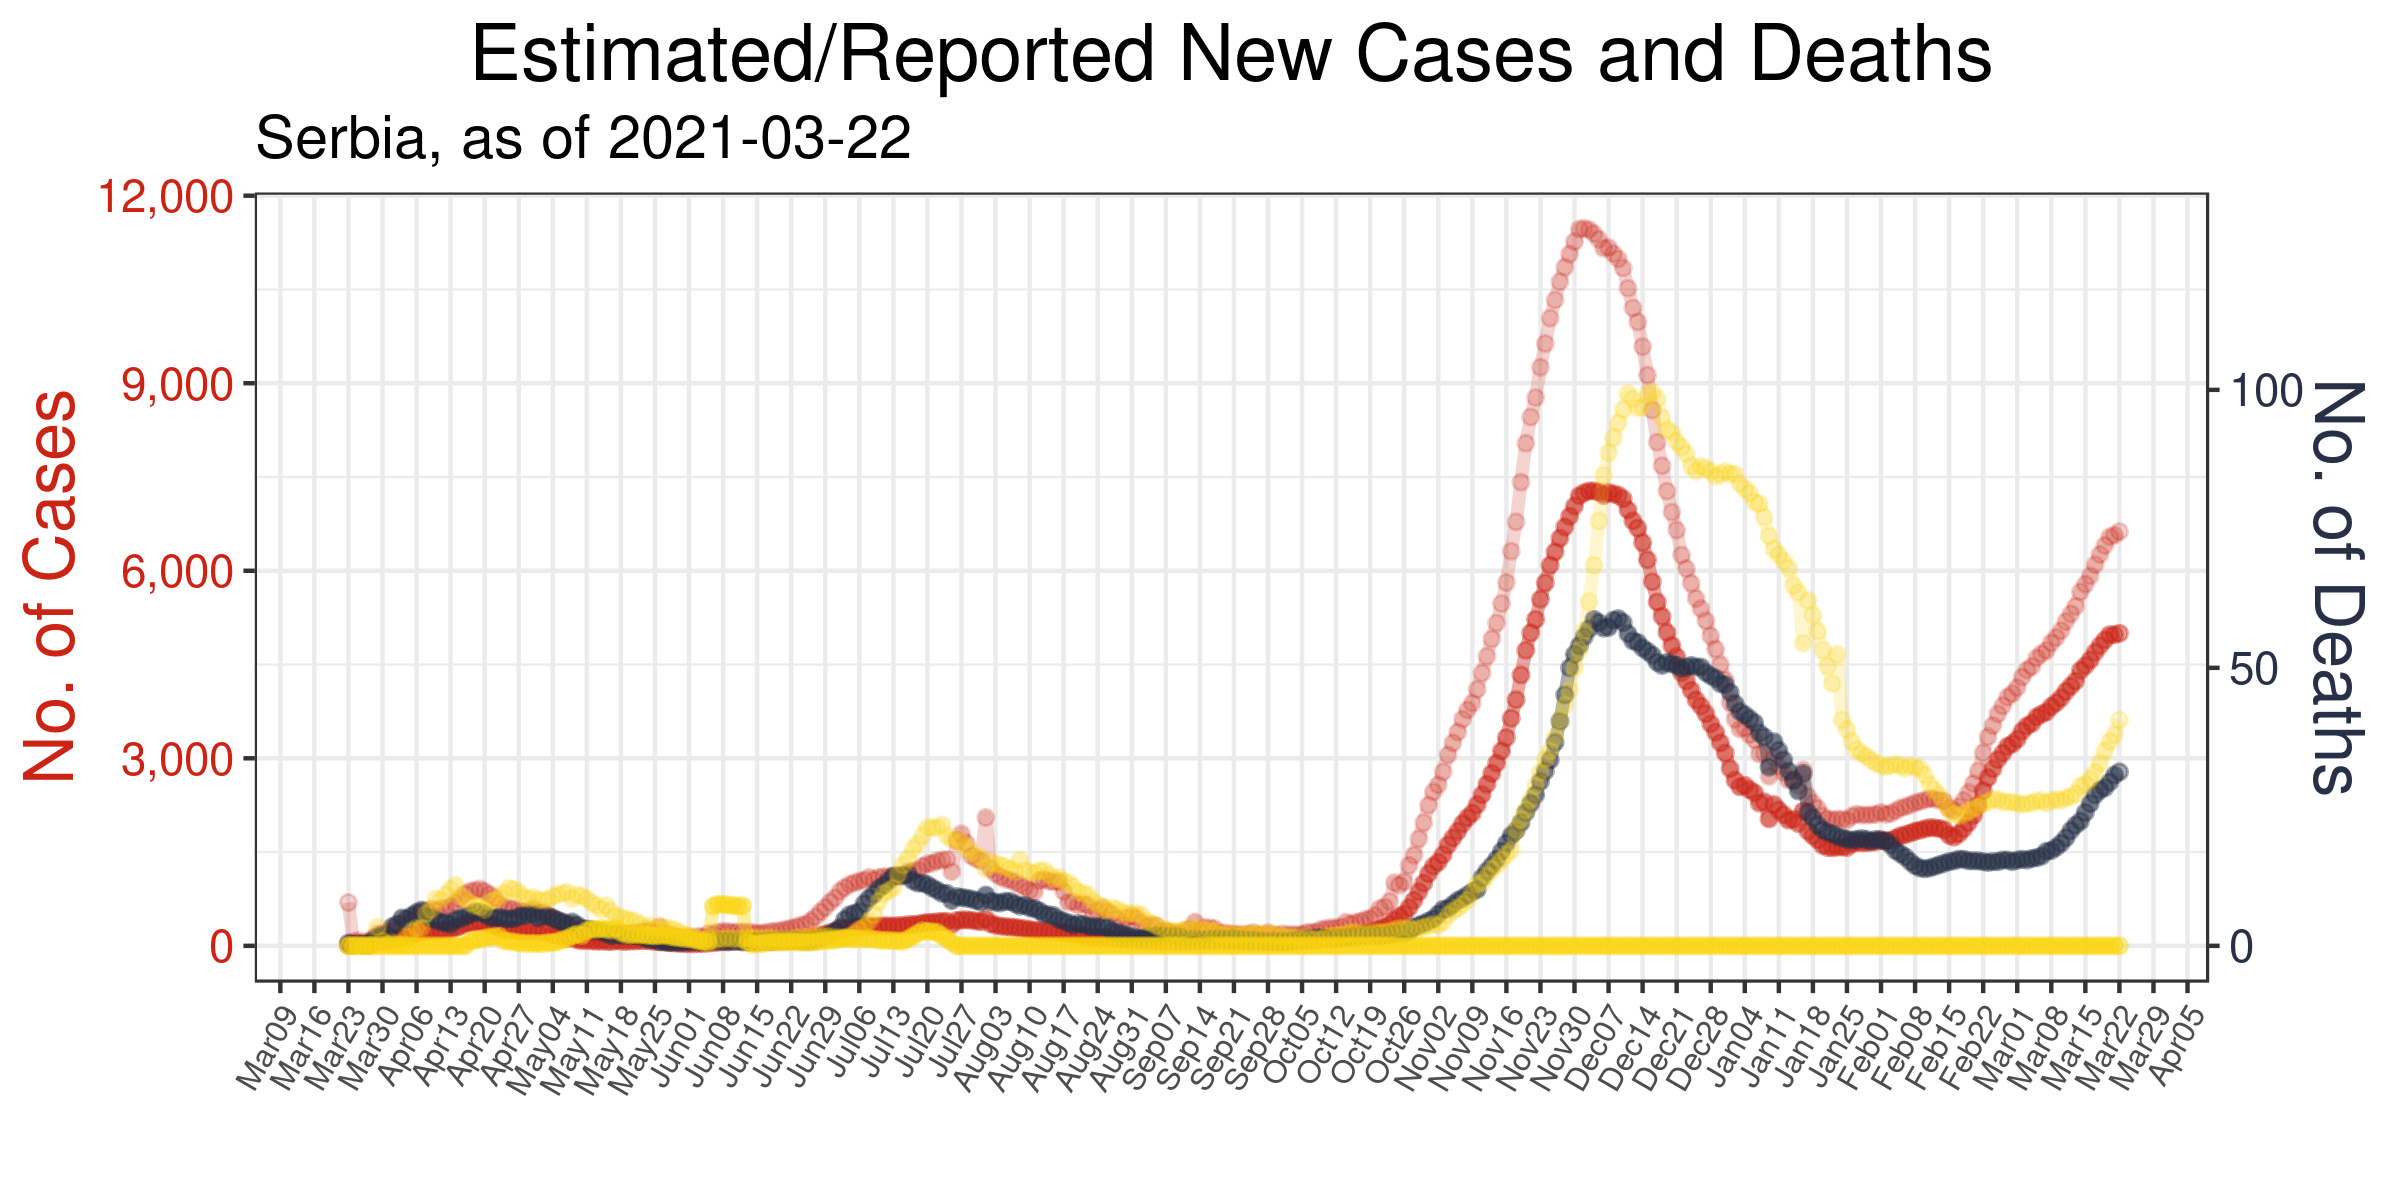 Estimated/Reported New Cases and Deaths
Serbia, as of 2021-03-22
No. of Cases
12,000
9,000
6,000
3,000
0
100
50
0
No. of Deaths
Mar09
Mar16
Mar23
Mar30
Apr06
Apr13
Apr20
Apr27
May04
May11
May18
May25
Jun01
Jun08
Jun15
Jun22
Jun29
Jul06
Jul13
Jul20
Jul27
Aug03
Aug10
Aug17
Aug24
Aug31
Sep07
Sep14
Sep21
Sep28
Oct05
Oct12
Oct19
Oct26
Nov02
Nov09
Nov16
Nov23
Nov30
Dec07
Dec14
Dec21
Dec28
Dec04
Jan11
Jan18
Jan25
Jan25
Feb01
Feb08
Feb15
Feb22
Mar01
Mar08
Mar15
Mar22
Mar29
Apr05